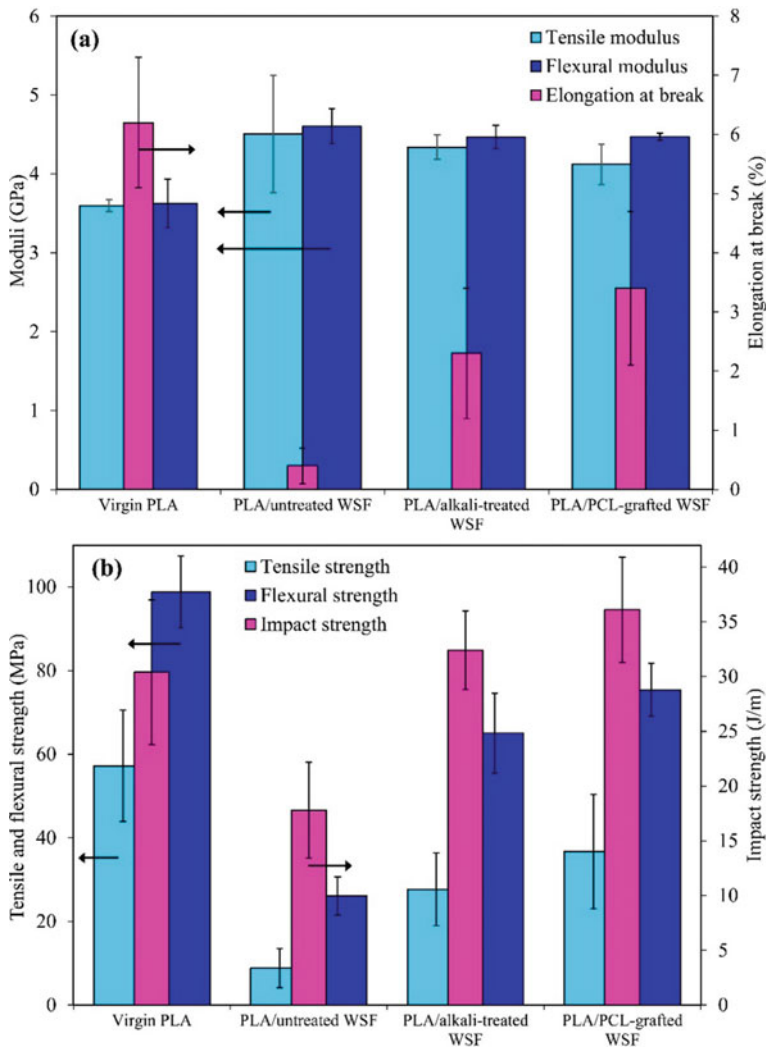 (a)
Tensile modulus
Flexural modulus
Elongation at break
Moduli (GPa)
6
5
4
3
2
1
0
Elongation at break (%)
8
7
6
5
4
3
2
1
0
Virgin PLA
PLA/untreated WSF
PLA/alkali-treated
WSF
PLA/PCL-grafted WSF
(b)
Tensile strength
Flexural strength
Impact strength
Tensile and flexural strength (MPa)
100
80
60
40
20
0
Impact strength (J/m)
40
35
30
25
20
15
10
5
0
Virgin PLA
PLA/untreated WSF
PLA/alkali-treated WSF
PLA/PCL-grafted
WSF